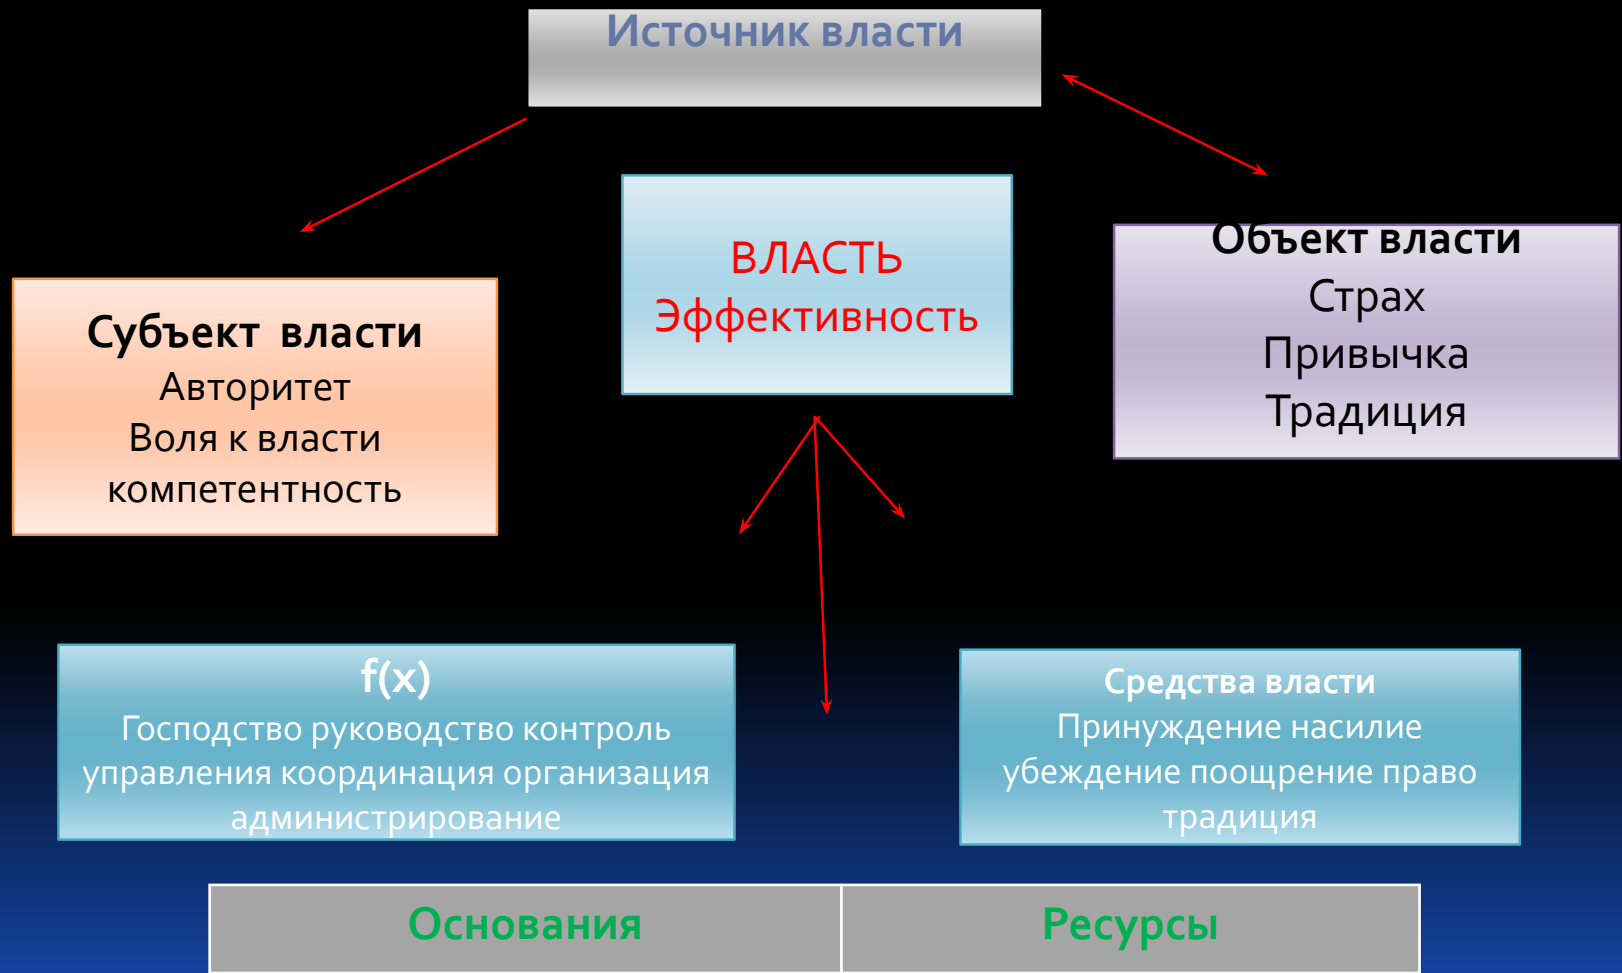 Источник власти
ВЛАСТЬ
Эффективность
Субъект власти
Авторитет
Воля к власти
компетентность
Объект власти
Страх
Привычка
Традиция
f(x)
Господство руководство контроль
управления координация организация
администрирование
Средства власти
Принуждение насилие
убеждение поощрение право
традиция
Основания
Ресурсы